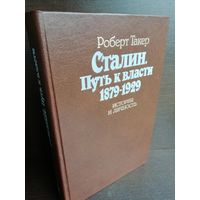 Роберт Такер
Сталин.
Путь к власти
1879-1929
ИСТОРИЯ
И ЛИЧНОСТЬ